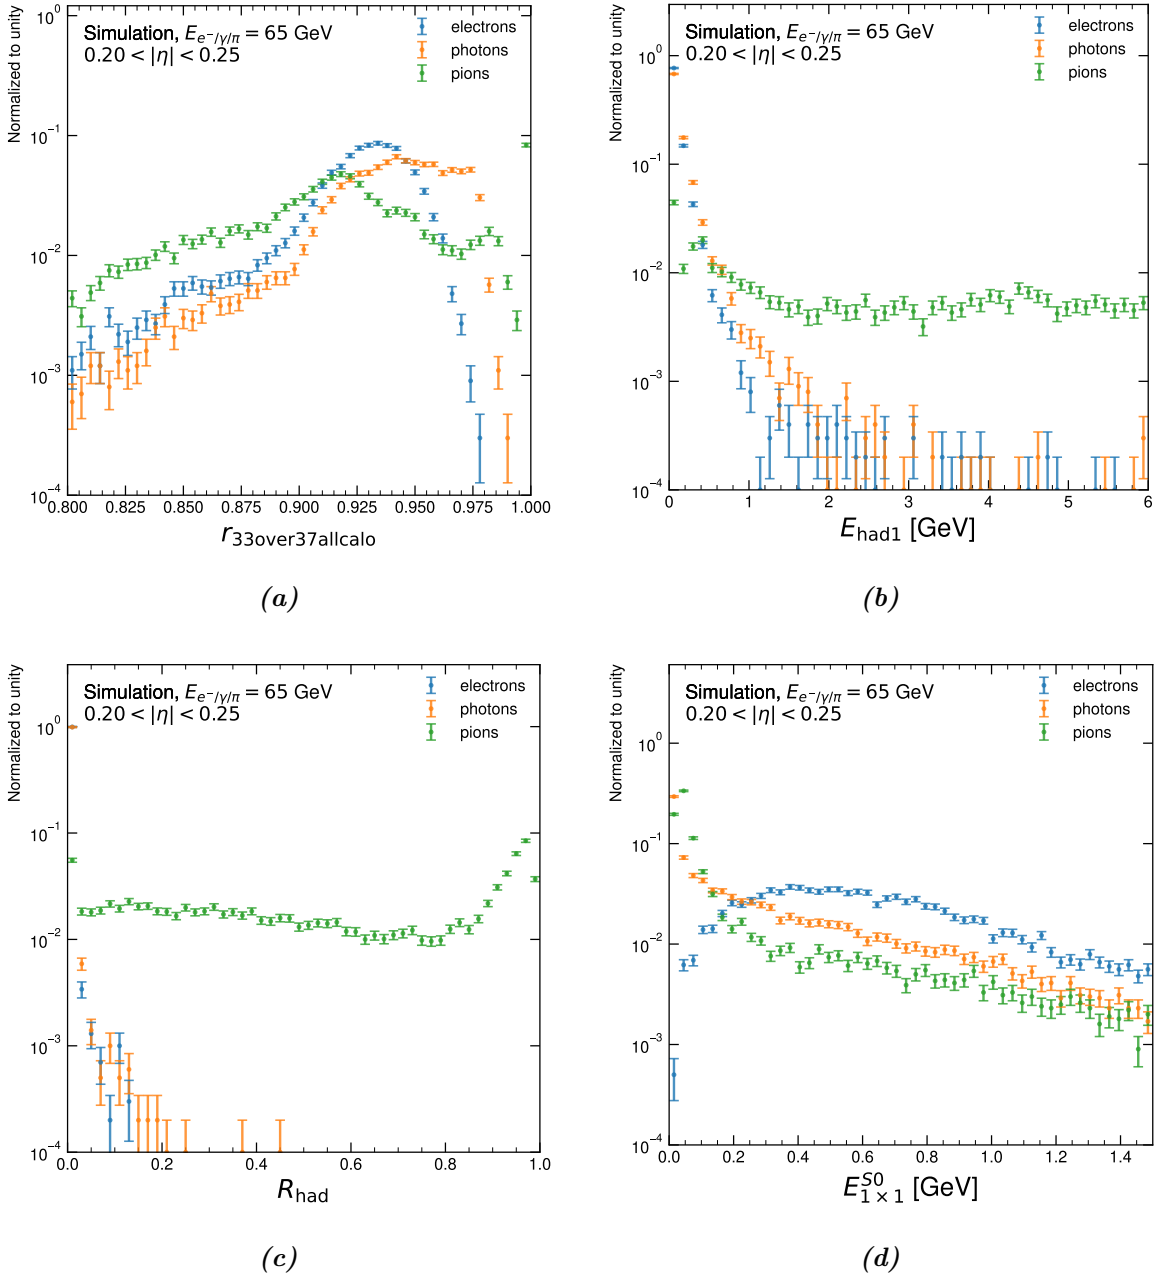 Normalized to unity
Simulation, E_{e⁻/γ/π} = 65 GeV
0.20 < |η| < 0.25
electrons
photons
pions
10⁰
10⁻¹
10⁻²
10⁻³
10⁻⁴
0.800 0.825 0.850 0.875 0.900 0.925 0.950 0.975 1.000
r_{33over37allcalo}
(a)
Normalized to unity
Simulation, E_{e⁻/γ/π} = 65 GeV
0.20 < |η| < 0.25
electrons
photons
pions
10⁰
10⁻¹
10⁻²
10⁻³
10⁻⁴
0 1 2 3 4 5 6
E_{had1} [GeV]
(b)
Normalized to unity
Simulation, E_{e⁻/γ/π} = 65 GeV
0.20 < |η| < 0.25
electrons
photons
pions
10⁰
10⁻¹
10⁻²
10⁻³
10⁻⁴
0.0 0.2 0.4 0.6 0.8 1.0
R_{had}
(c)
Normalized to unity
Simulation, E_{e⁻/γ/π} = 65 GeV
0.20 < |η| < 0.25
electrons
photons
pions
10⁰
10⁻¹
10⁻²
10⁻³
10⁻⁴
0.0 0.2 0.4 0.6 0.8 1.0 1.2 1.4
E^{S0}_{1×1} [GeV]
(d)